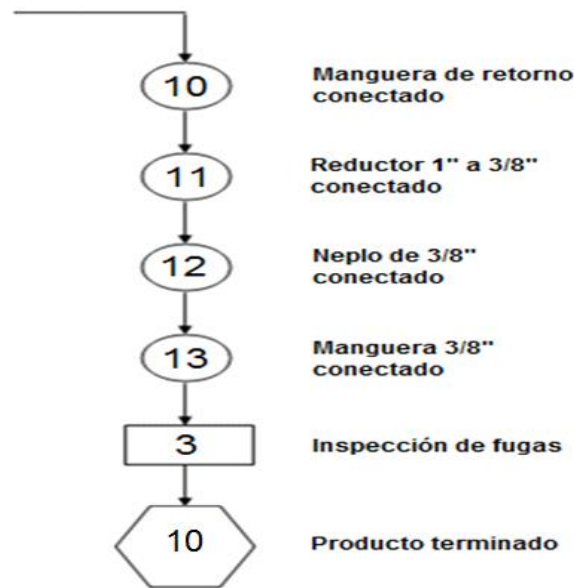 10
Manguera de retorno
conectado
11
Reductor 1" a 3/8"
conectado
12
Neplo de 3/8"
conectado
13
Manguera 3/8"
conectado
3
Inspección de fugas
10
Producto terminado